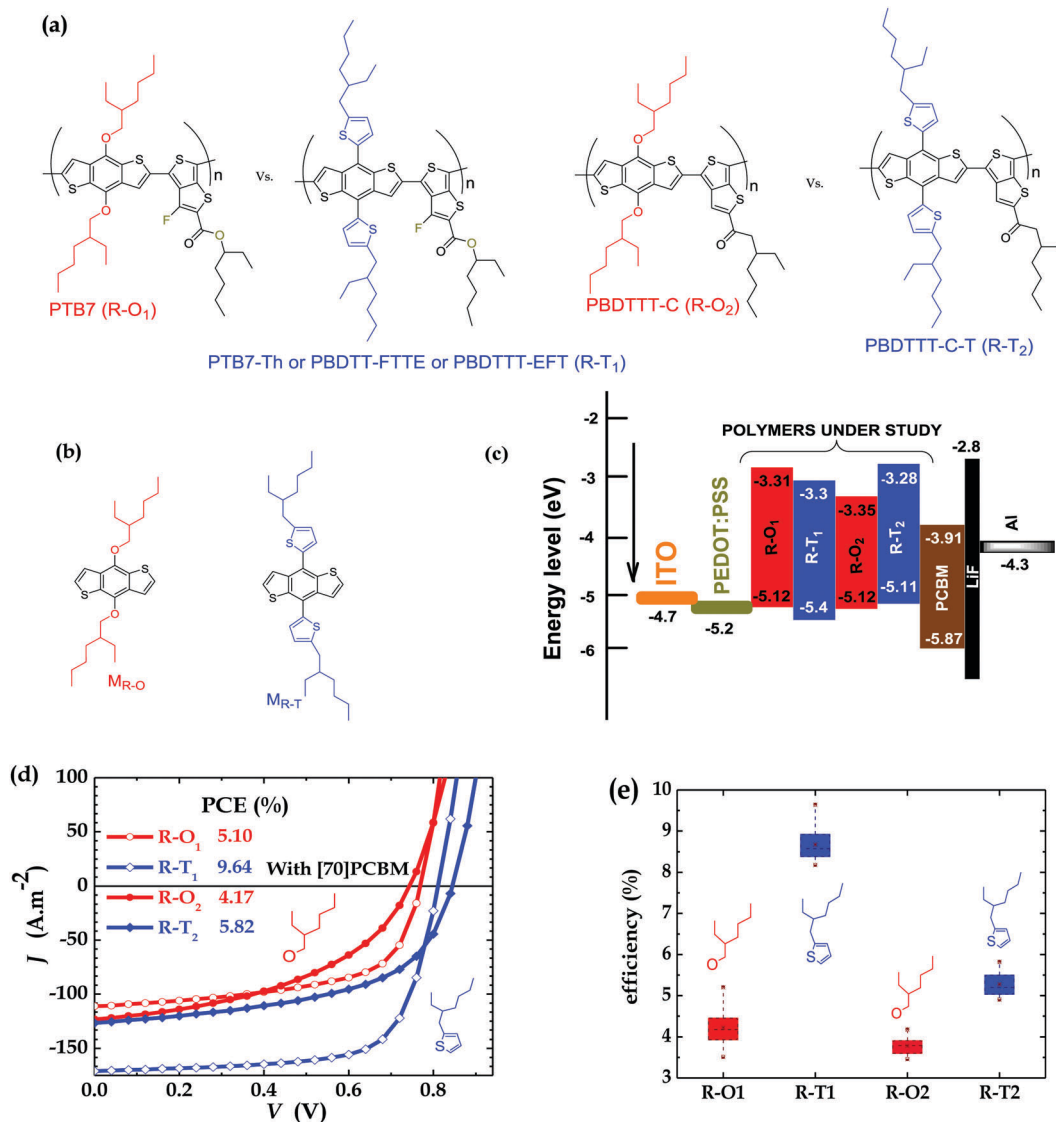 (a)
O
S
S
O
S
S
F
O
O
n
PTB7 (R-O1)
Vs.
S
S
S
S
S
S
F
O
O
n
PTB7-Th or PBDTT-FTTE or PBDTTT-EFT (R-T1)
O
S
S
O
S
S
O
n
PBDTTT-C (R-O2)
Vs.
S
S
S
S
S
S
O
n
PBDTTT-C-T (R-T2)
(b)
O
S
S
O
MR-O
S
S
S
S
MR-T
(c)
POLYMERS UNDER STUDY
Energy level (eV)
-2
-3
-4
-5
-6
ITO
-4.7
PEDOT:PSS
-5.2
-3.31
R-O1
-5.12
-3.3
R-T1
-5.4
-3.35
R-O2
-5.12
-3.28
R-T2
-5.11
-3.91
PCBM
-5.87
-2.8
LiF
Al
-4.3
(d)
PCE (%)
R-O1 5.10
R-T1 9.64
With [70]PCBM
R-O2 4.17
R-T2 5.82
O
S
J (A.m-2)
100
50
0
-50
-100
-150
0.0 0.2 0.4 0.6 0.8
V (V)
(e)
efficiency (%)
10
9
8
7
6
5
4
3
O
S
O
S
R-O1 R-T1 R-O2 R-T2